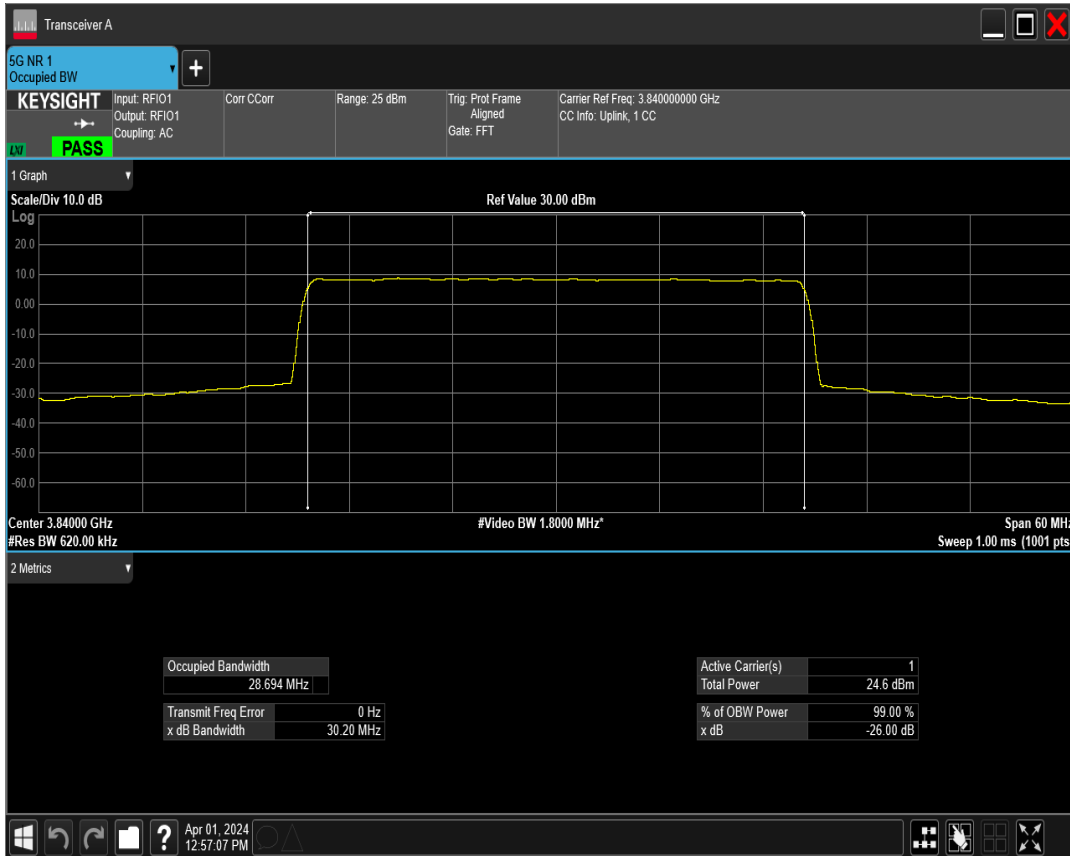 Transceiver A
5G NR 1
Occupied BW
+
KEYSIGHT
LXI
PASS
Input: RFIO1
Output: RFIO1
Coupling: AC
Corr CCorr
Range: 25 dBm
Trig: Prot Frame
Aligned
Gate: FFT
Carrier Ref Freq: 3.840000000 GHz
CC Info: Uplink, 1 CC
1 Graph
Scale/Div 10.0 dB
Ref Value 30.00 dBm
Log
20.0
10.0
0.00
-10.0
-20.0
-30.0
-40.0
-50.0
-60.0
Center 3.84000 GHz
#Video BW 1.8000 MHz*
Span 60 MHz
#Res BW 620.00 kHz
Sweep 1.00 ms (1001 pts
2 Metrics
Occupied Bandwidth
28.694 MHz
Transmit Freq Error 0 Hz
x dB Bandwidth 30.20 MHz
Active Carrier(s) 1
Total Power 24.6 dBm
% of OBW Power 99.00 %
x dB -26.00 dB
?
Apr 01, 2024
12:57:07 PM